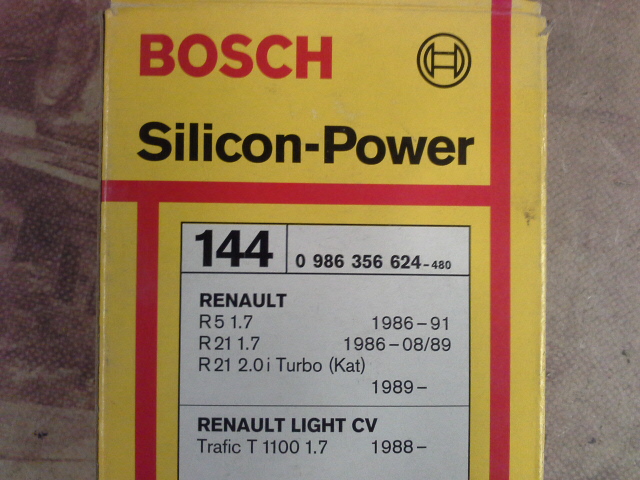 BOSCH
Silicon-Power
144 0 986 356 624-480
RENAULT
R5 1.7 1986-91
R21 1.7 1986-08/89
R21 2.0i Turbo (Kat)
1989-
RENAULT LIGHT CV
Trafic T 1100 1.7 1988-